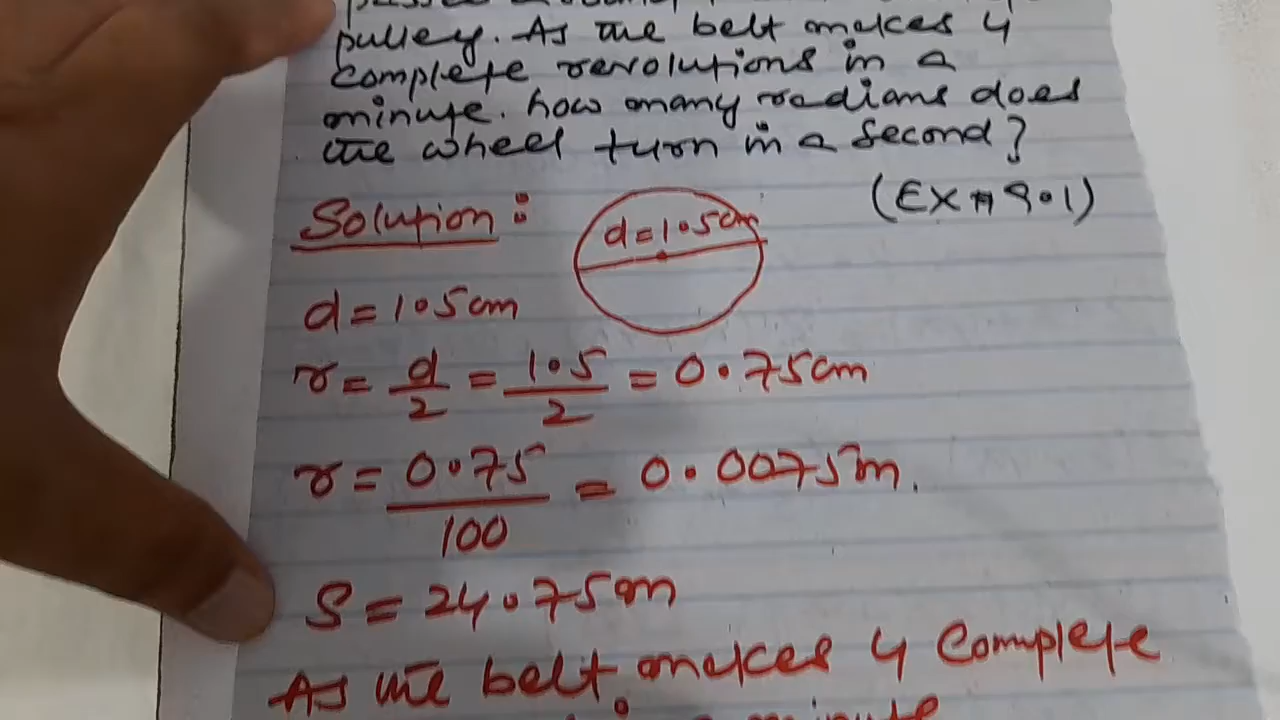 pulley. As the belt makes 4
complete revolutions in a
minute. how many radians does
the wheel turn in a second?
(EX # 9.1)
Solution :
d=1.5cm
d = 1.5cm
r = d/2 = 1.5/2 = 0.75cm
r = 0.75/100 = 0.0075m.
S = 24.75m
As the belt makes 4 Complete
minute